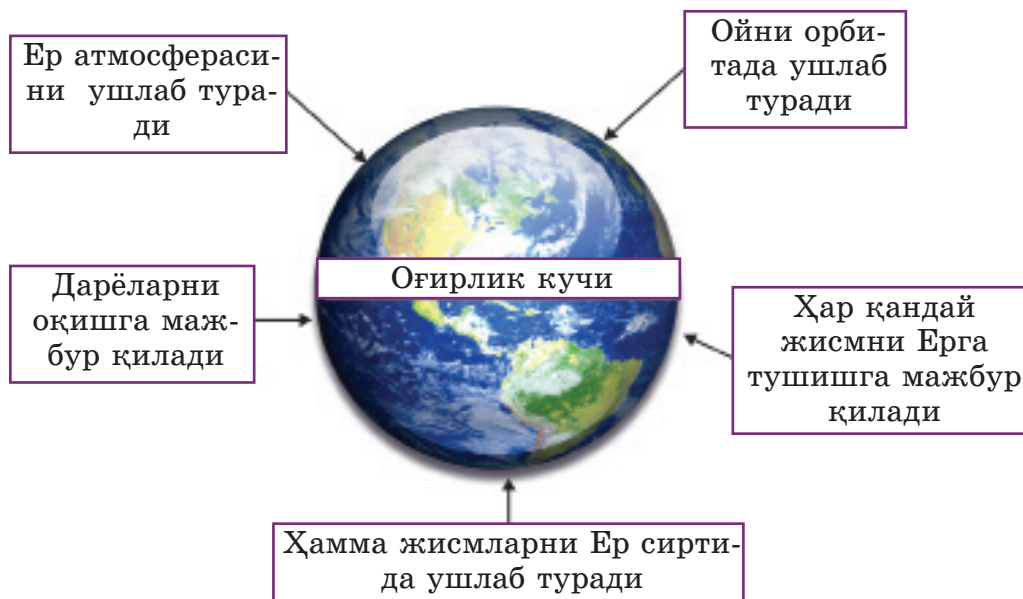 Ер атмосфераси-
ни ушлаб тура-
ди
Ойни орби-
тада ушлаб
туради
Оғирлик кучи
Дарёларни
оқишга маж-
бур қилади
Ҳар қандай
жисмни Ерга
тушишга мажбур
қилади
Ҳамма жисмларни Ер сирти-
да ушлаб туради